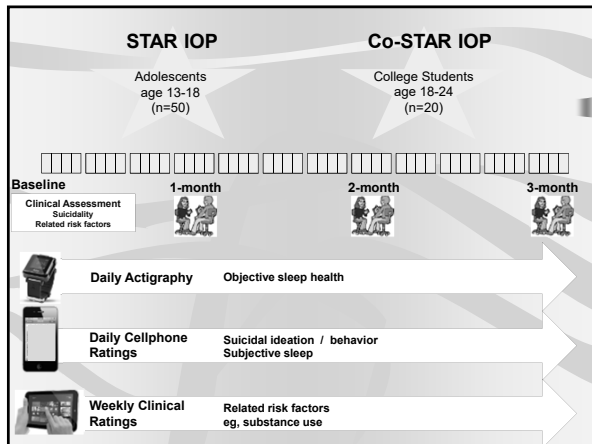 STAR IOP
Adolescents
age 13-18
(n=50)
Co-STAR IOP
College Students
age 18-24
(n=20)
Baseline
1-month
2-month
3-month
Clinical Assessment
Suicidality
Related risk factors
Daily Actigraphy
Objective sleep health
Daily Cellphone
Ratings
Suicidal ideation / behavior
Subjective sleep
Weekly Clinical
Ratings
Related risk factors
eg, substance use